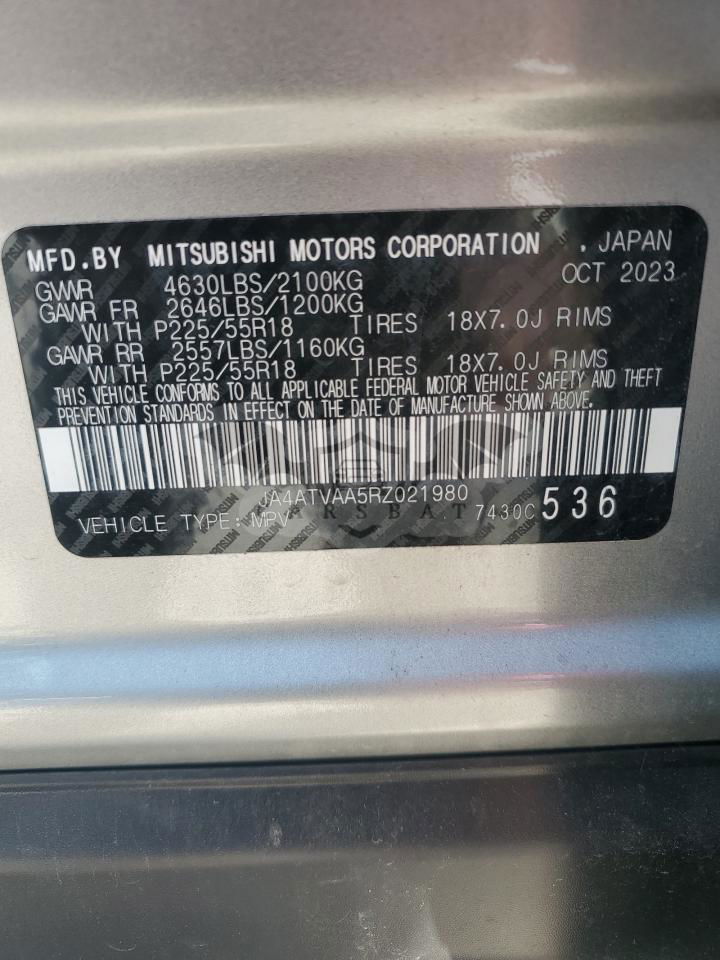 MFD.BY MITSUBISHI MOTORS CORPORATION , JAPAN
GVWR 4630LBS/2100KG OCT 2023
GAWR FR 2646LBS/1200KG
WITH P225/55R18 TIRES 18X7.0J RIMS
GAWR RR 2557LBS/1160KG
WITH P225/55R18 TIRES 18X7.0J RIMS
THIS VEHICLE CONFORMS TO ALL APPLICABLE FEDERAL MOTOR VEHICLE SAFETY AND THEFT
PREVENTION STANDARDS IN EFFECT ON THE DATE OF MANUFACTURE SHOWN ABOVE.
JA4ATVAA5RZ021980
VEHICLE TYPE:MPV 7430C 536